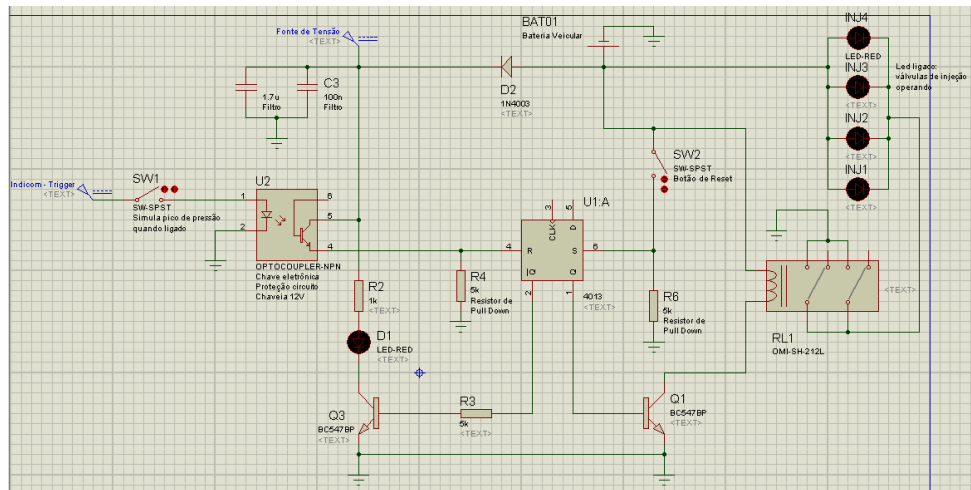 BAT01
Bateria Veicular
Fonte de Tensão
<TEXT>
INJ4
LED-RED
INJ3
<TEXT>
Led ligado:
válvulas de injeção
operando
INJ2
<TEXT>
INJ1
<TEXT>
1.7u
Filtro
C3
100n
Filtro
D2
1N4003
<TEXT>
Indicom - Trigger
<TEXT>
SW1
SW-SPST
Simula pico de pressão
quando ligado
U2
1
2
6
5
4
OPTOCOUPLER-NPN
Chave eletrônica
Proteção circuito
Chaveia 12V
SW2
SW-SPST
Botão de Reset
U1:A
3
5
CLK
D
4
R
S
6
Q
Q
2
1
4013
<TEXT>
R2
1k
<TEXT>
R4
5k
Resistor de
Pull Down
R6
5k
Resistor de
Pull Down
D1
LED-RED
<TEXT>
<TEXT>
RL1
OMI-SH-212L
Q3
BC547BP
<TEXT>
R3
5k
<TEXT>
Q1
BC547BP
<TEXT>